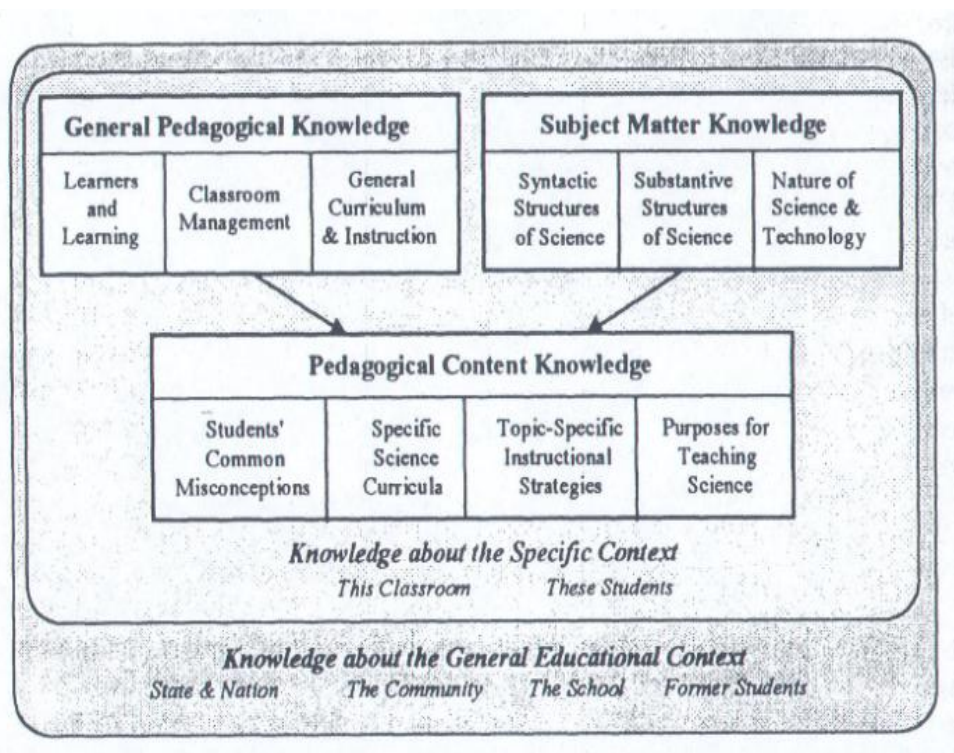 General Pedagogical Knowledge
Learners
and
Learning
Classroom
Management
General
Curriculum
& Instruction
Subject Matter Knowledge
Syntactic
Structures
of Science
Substantive
Structures
of Science
Nature of
Science &
Technology
Pedagogical Content Knowledge
Students'
Common
Misconceptions
Specific
Science
Curricula
Topic-Specific
Instructional
Strategies
Purposes for
Teaching
Science
Knowledge about the Specific Context
This Classroom These Students
Knowledge about the General Educational Context
State & Nation The Community The School Former Students